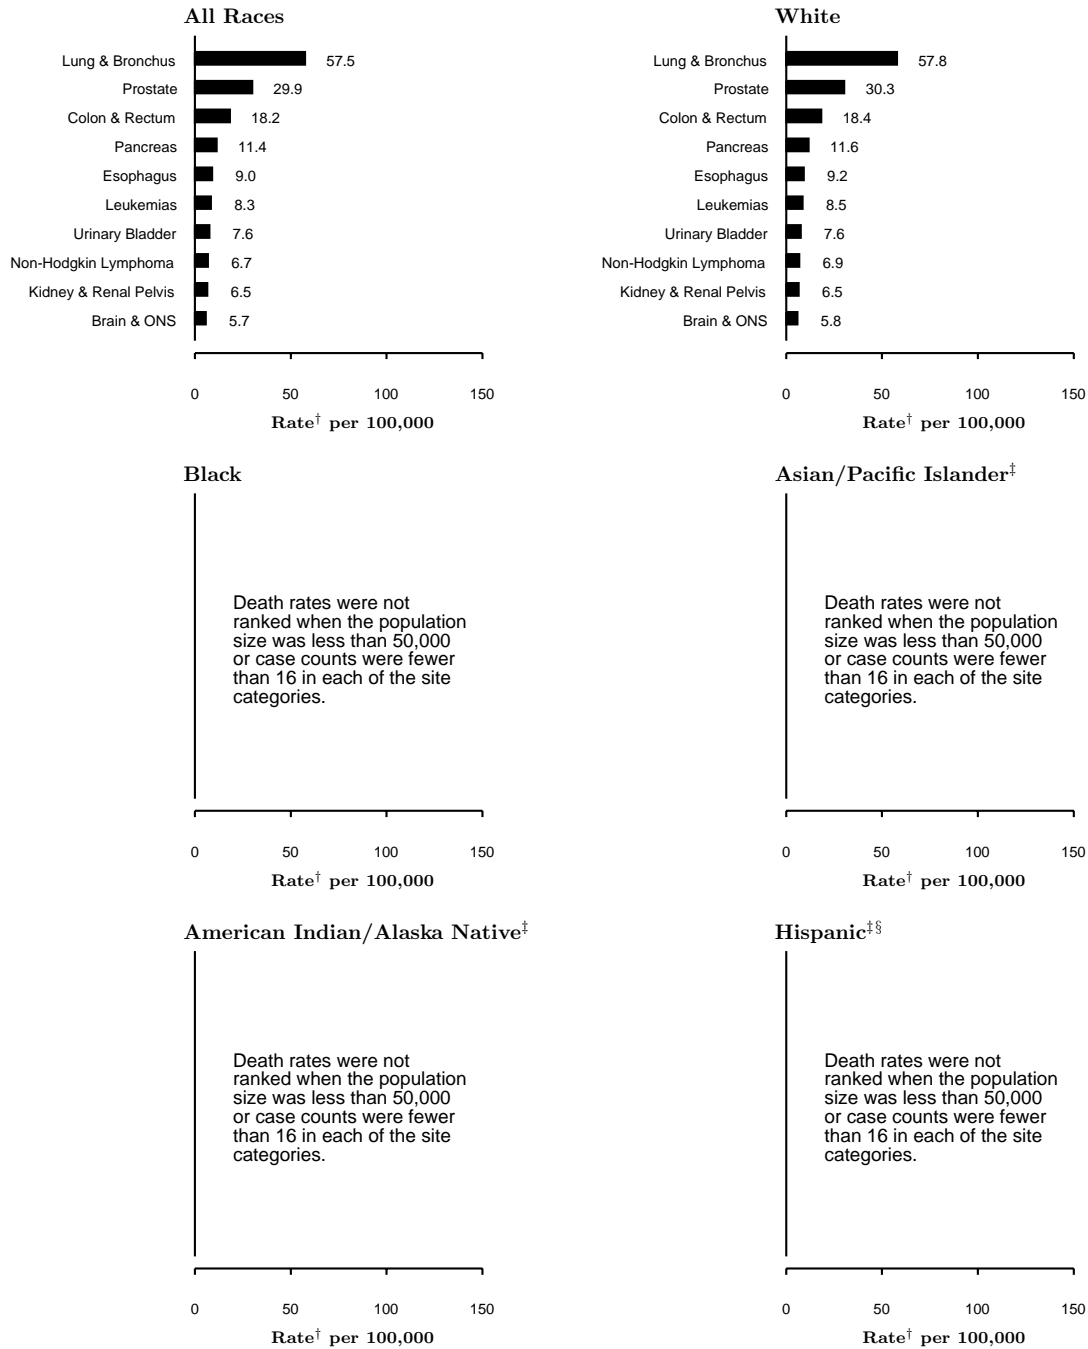 All Races
Lung & Bronchus 57.5
Prostate 29.9
Colon & Rectum 18.2
Pancreas 11.4
Esophagus 9.0
Leukemias 8.3
Urinary Bladder 7.6
Non-Hodgkin Lymphoma 6.7
Kidney & Renal Pelvis 6.5
Brain & ONS 5.7
0 50 100 150
Rate† per 100,000
White
Lung & Bronchus 57.8
Prostate 30.3
Colon & Rectum 18.4
Pancreas 11.6
Esophagus 9.2
Leukemias 8.5
Urinary Bladder 7.6
Non-Hodgkin Lymphoma 6.9
Kidney & Renal Pelvis 6.5
Brain & ONS 5.8
0 50 100 150
Rate† per 100,000
Black
Death rates were not
ranked when the population
size was less than 50,000
or case counts were fewer
than 16 in each of the site
categories.
0 50 100 150
Rate† per 100,000
Asian/Pacific Islander‡
Death rates were not
ranked when the population
size was less than 50,000
or case counts were fewer
than 16 in each of the site
categories.
0 50 100 150
Rate† per 100,000
American Indian/Alaska Native‡
Death rates were not
ranked when the population
size was less than 50,000
or case counts were fewer
than 16 in each of the site
categories.
0 50 100 150
Rate† per 100,000
Hispanic‡§
Death rates were not
ranked when the population
size was less than 50,000
or case counts were fewer
than 16 in each of the site
categories.
0 50 100 150
Rate† per 100,000